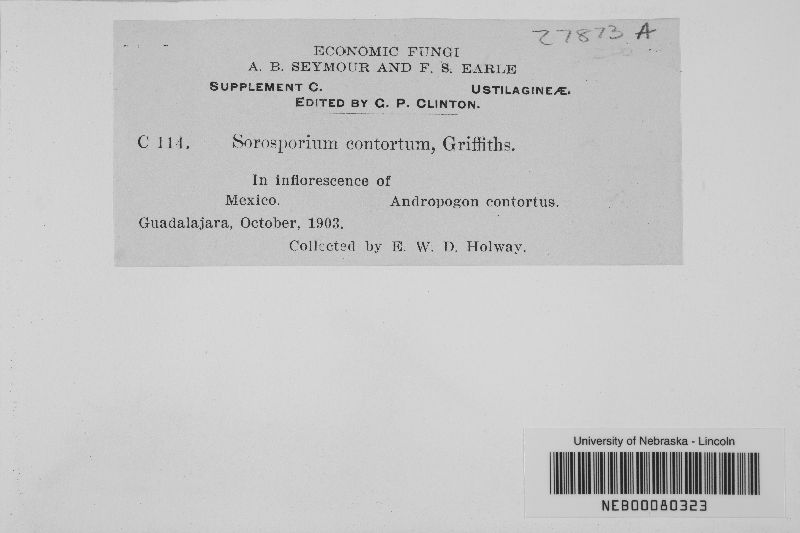 27873 A
ECONOMIC FUNGI
A. B. SEYMOUR AND F. S. EARLE
SUPPLEMENT C. USTILAGINEÆ.
EDITED BY C. P. CLINTON.
C 114. Sorosporium contortum, Griffiths.
In inflorescence of
Mexico. Andropogon contortus.
Guadalajara, October, 1903.
Collected by E. W. D. Holway.
University of Nebraska - Lincoln
NEB00080323